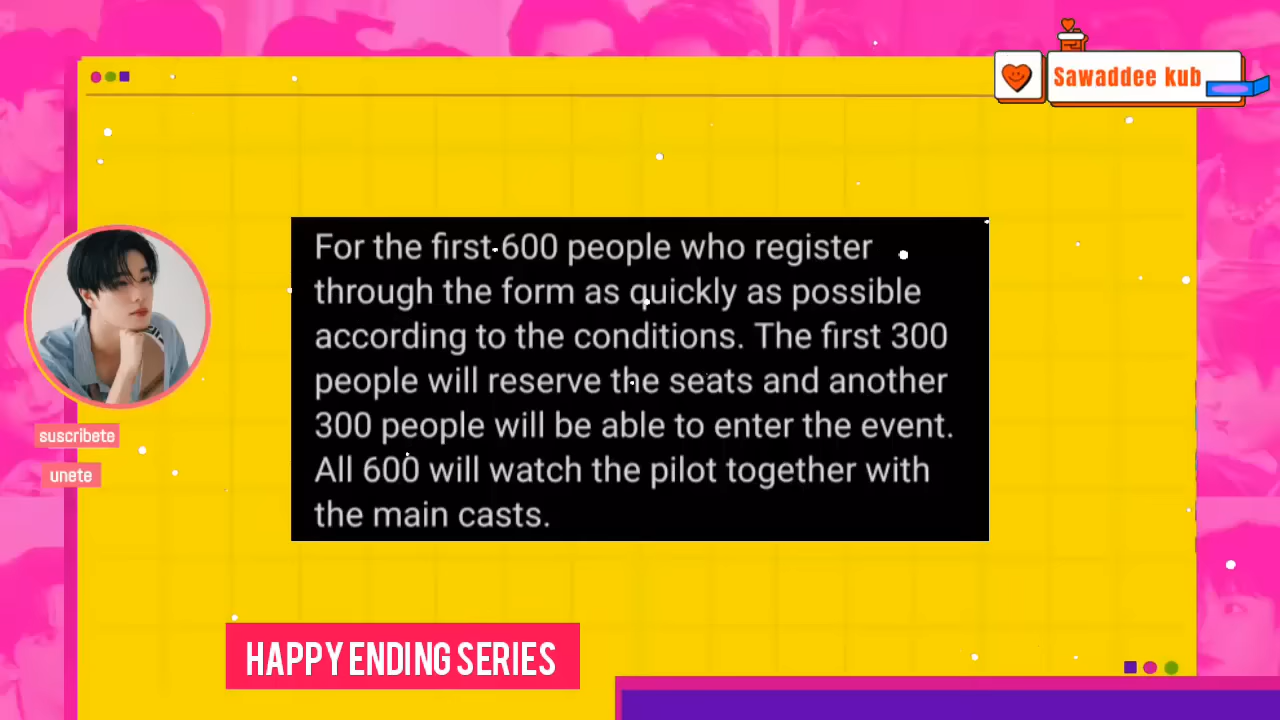 Sawaddee kub
For the first 600 people who register
through the form as quickly as possible
according to the conditions. The first 300
people will reserve the seats and another
300 people will be able to enter the event.
All 600 will watch the pilot together with
the main casts.
suscribete
unete
HAPPY ENDING SERIES